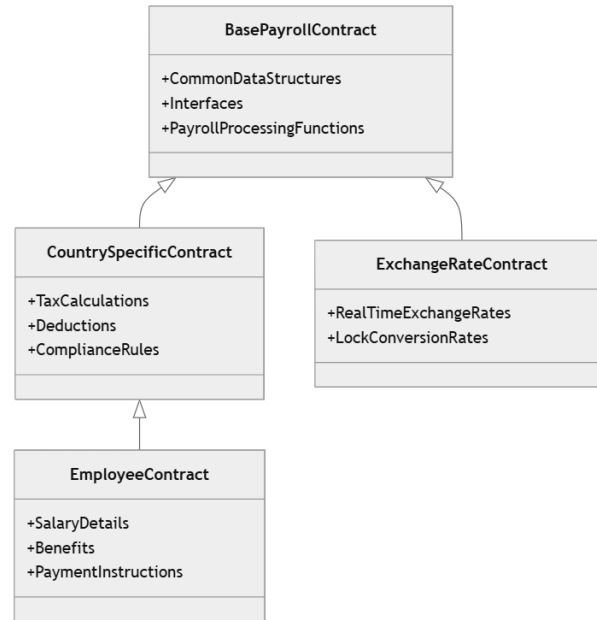 BasePayrollContract
+CommonDataStructures
+Interfaces
+PayrollProcessingFunctions
CountrySpecificContract
+TaxCalculations
+Deductions
+ComplianceRules
ExchangeRateContract
+RealTimeExchangeRates
+LockConversionRates
EmployeeContract
+SalaryDetails
+Benefits
+PaymentInstructions